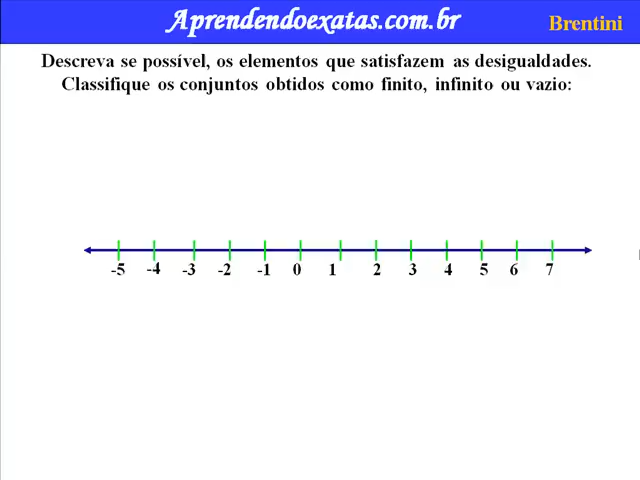 Aprendendoexatas.com.br
Brentini
Descreva se possível, os elementos que satisfazem as desigualdades.
Classifique os conjuntos obtidos como finito, infinito ou vazio:
-5 -4 -3 -2 -1 0 1 2 3 4 5 6 7